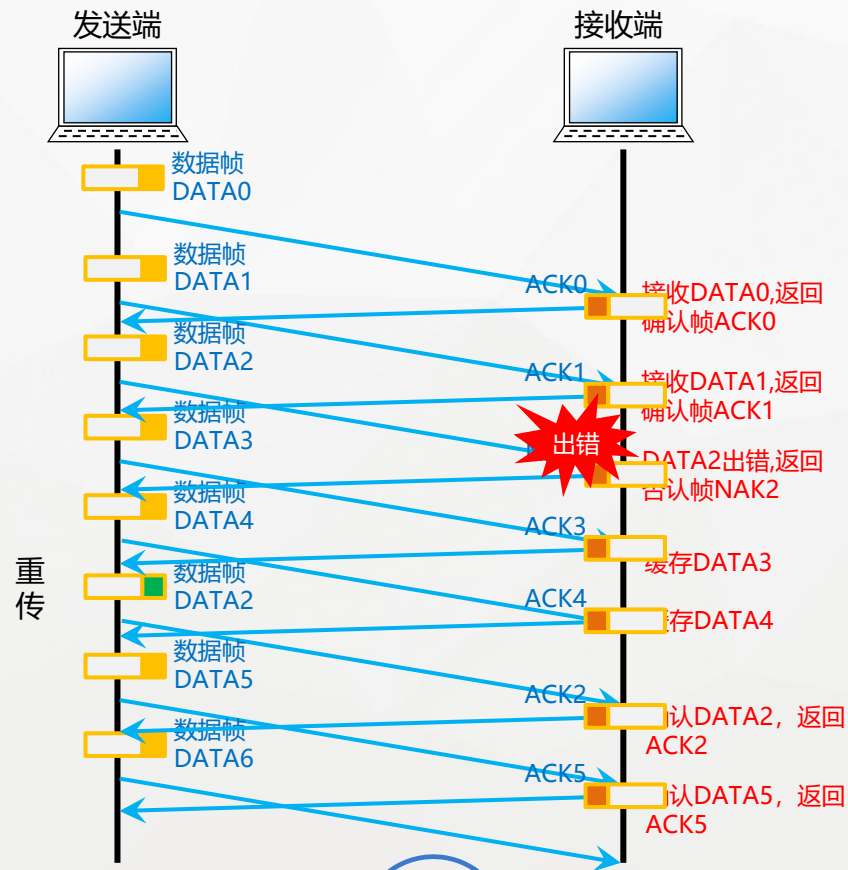 发送端
接收端
数据帧
DATA0
数据帧
DATA1
ACK0
接收DATA0,返回
确认帧ACK0
数据帧
DATA2
ACK1
接收DATA1,返回
确认帧ACK1
数据帧
DATA3
出错
DATA2出错,返回
否认帧NAK2
数据帧
DATA4
ACK3
缓存DATA3
重
传
数据帧
DATA2
ACK4
存DATA4
数据帧
DATA5
ACK2
认DATA2，返回
ACK2
数据帧
DATA6
ACK5
认DATA5，返回
ACK5